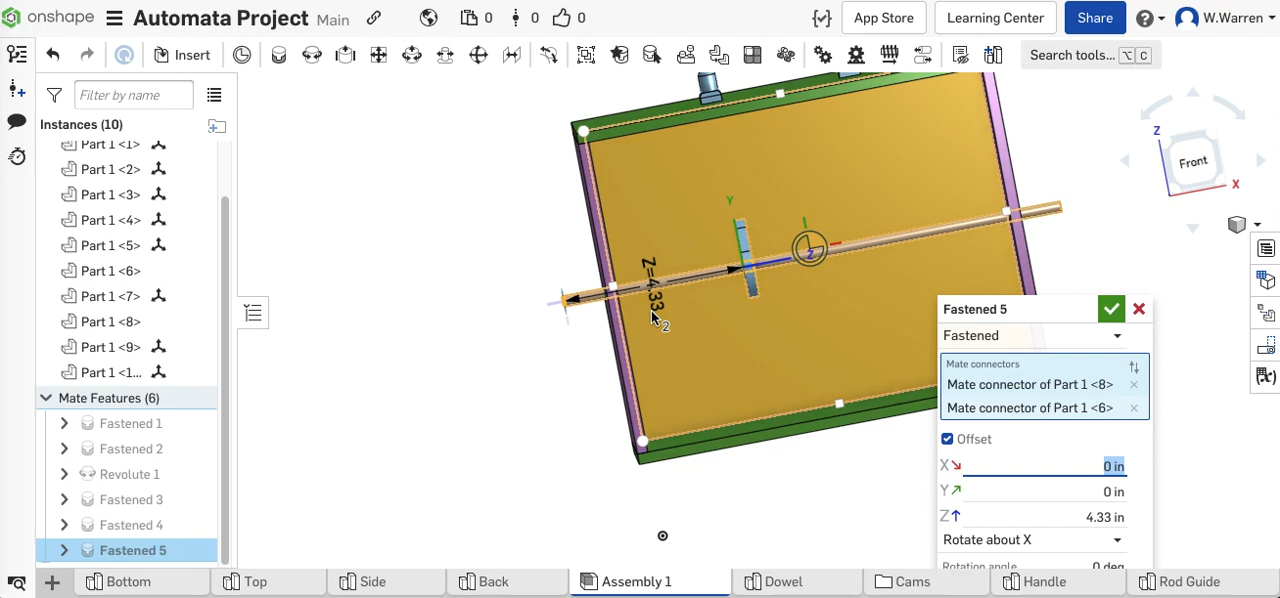 onshape Automata Project Main 0 0 0 App Store Learning Center Share W.Warren
Insert Search tools... ⌥ C
Filter by name
Instances (10)
Part 1 <1>
Part 1 <2>
Part 1 <3>
Part 1 <4>
Part 1 <5>
Part 1 <6>
Part 1 <7>
Part 1 <8>
Part 1 <9>
Part 1 <1...
Mate Features (6)
Fastened 1
Fastened 2
Revolute 1
Fastened 3
Fastened 4
Fastened 5
Y
Z
Z=4.33
2
Z
Front
X
Fastened 5
Fastened
Mate connectors
Mate connector of Part 1 <8>
Mate connector of Part 1 <6>
Offset
X 0 in
Y 0 in
Z 4.33 in
Rotate about X
Rotation angle 0 deg
(x)
Bottom Top Side Back Assembly 1 Dowel Cams Handle Rod Guide